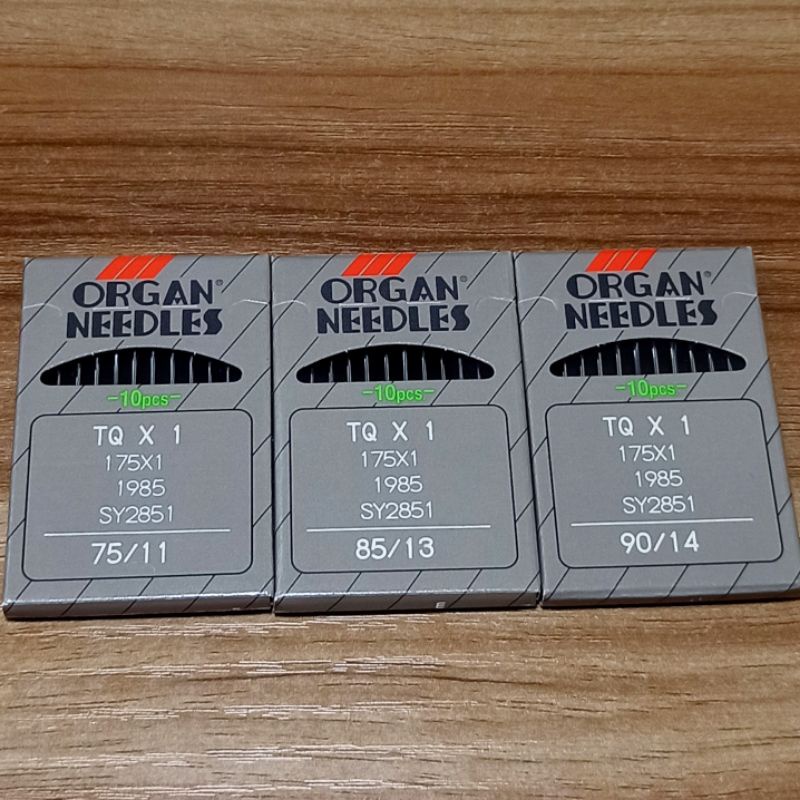 ORGAN®
NEEDLES
-10pcs-
TQ X 1
175X1
1985
SY2851
75/11
ORGAN®
NEEDLES
-10pcs-
TQ X 1
175X1
1985
SY2851
85/13
E
ORGAN®
NEEDLES
-10pcs-
TQ X 1
175X1
1985
SY2851
90/14